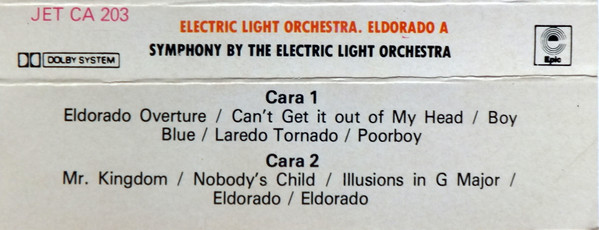 JET CA 203
ELECTRIC LIGHT ORCHESTRA. ELDORADO A
SYMPHONY BY THE ELECTRIC LIGHT ORCHESTRA
DOLBY SYSTEM
Epic
Cara 1
Eldorado Overture / Can't Get it out of My Head / Boy
Blue / Laredo Tornado / Poorboy
Cara 2
Mr. Kingdom / Nobody's Child / Illusions in G Major /
Eldorado / Eldorado